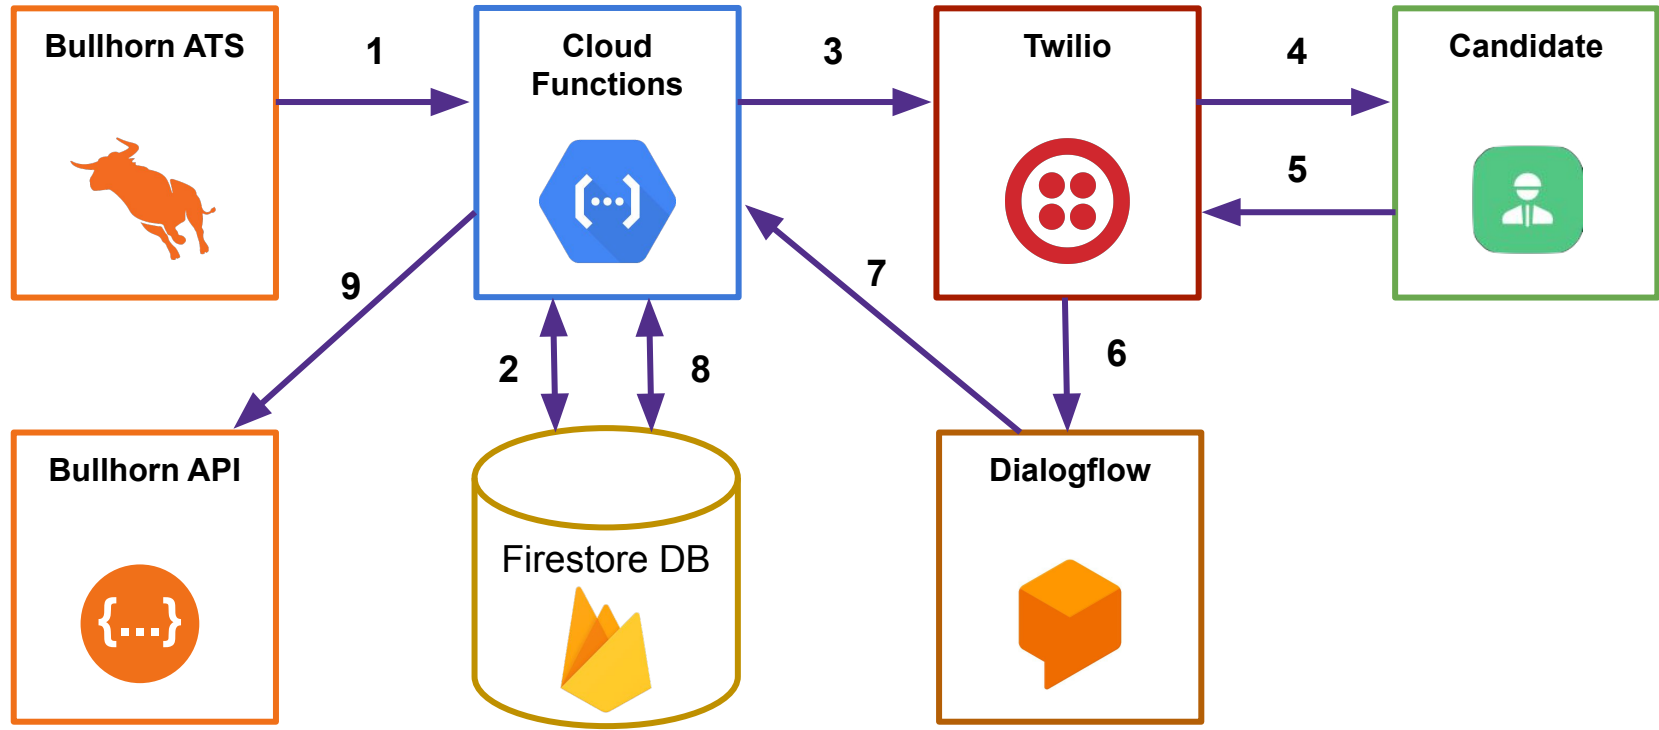 Bullhorn ATS
1
Cloud
Functions
3
Twilio
4
Candidate
5
[...]
9
7
2
8
6
Bullhorn API
{...}
Firestore DB
Dialogflow